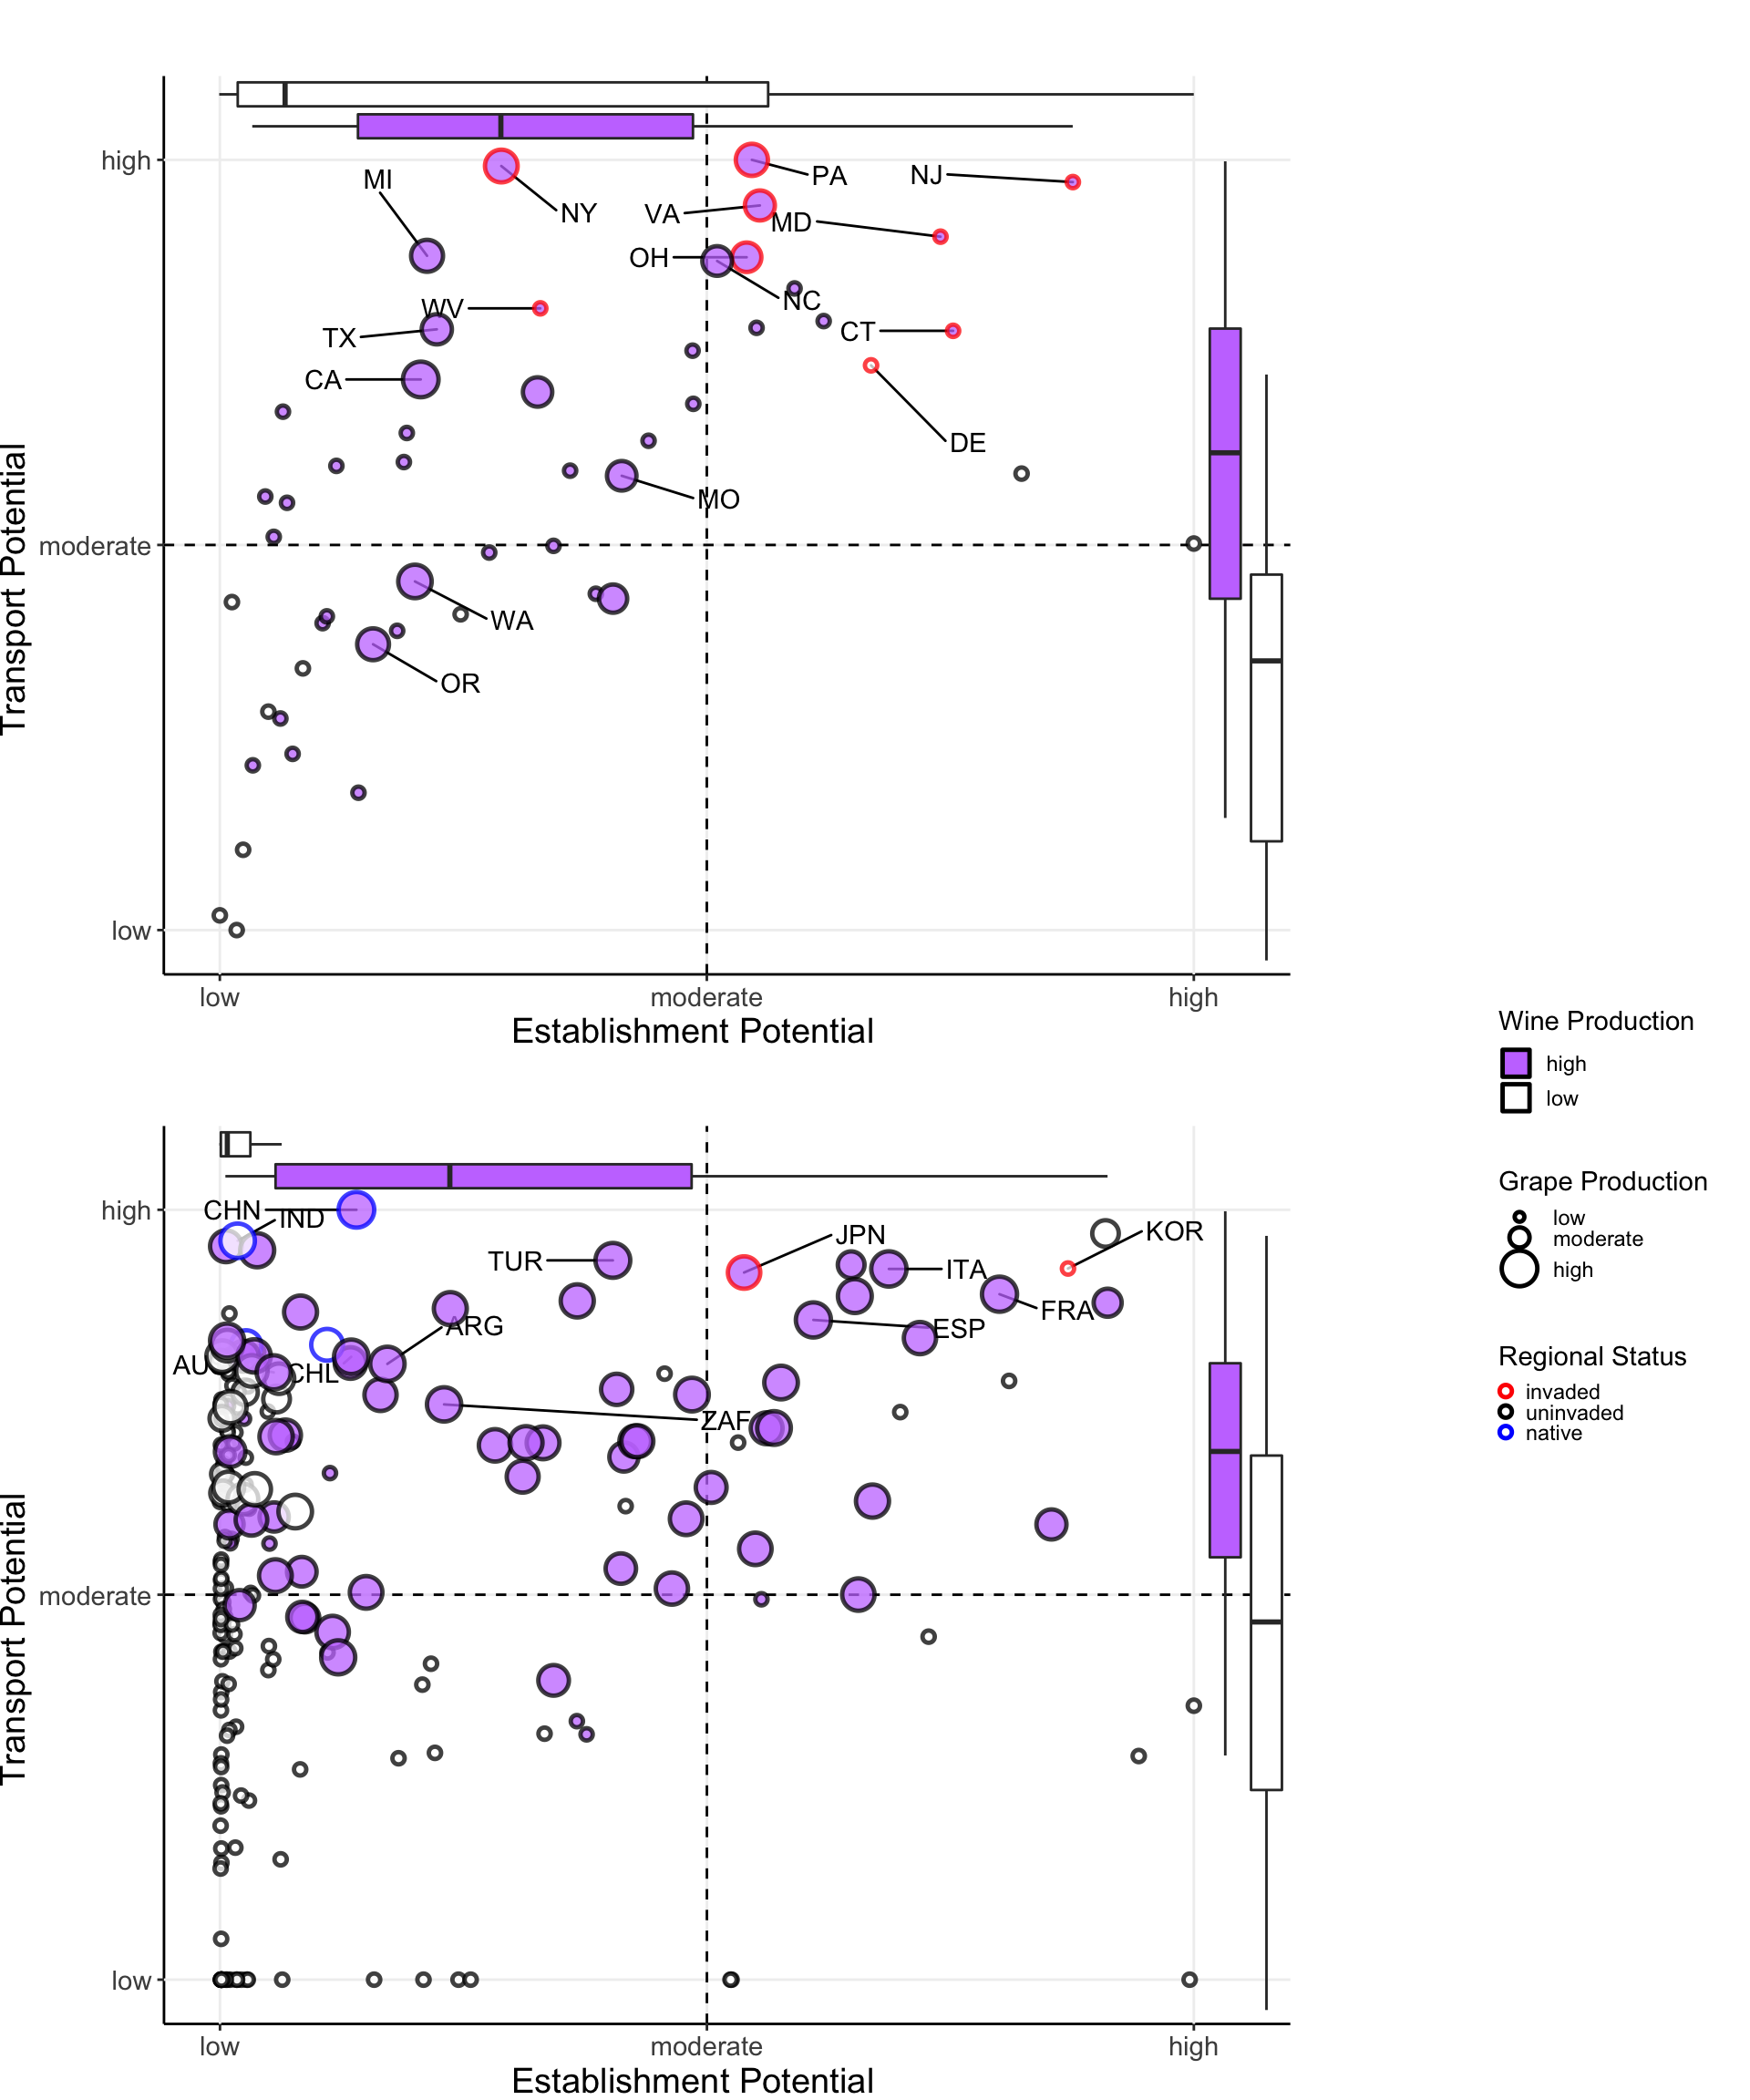 high
MI
PA
NJ
NY
VA
MD
OH
NC
WV
TX
CT
CA
DE
MO
moderate
WA
OR
low
Transport Potential
low
moderate
high
Establishment Potential
Wine Production
high
low
Grape Production
low
moderate
high
Regional Status
invaded
uninvaded
native
high
CHN
IND
JPN
KOR
TUR
ITA
FRA
ARG
ESP
AU
CHL
ZAF
moderate
low
Transport Potential
low
moderate
high
Establishment Potential